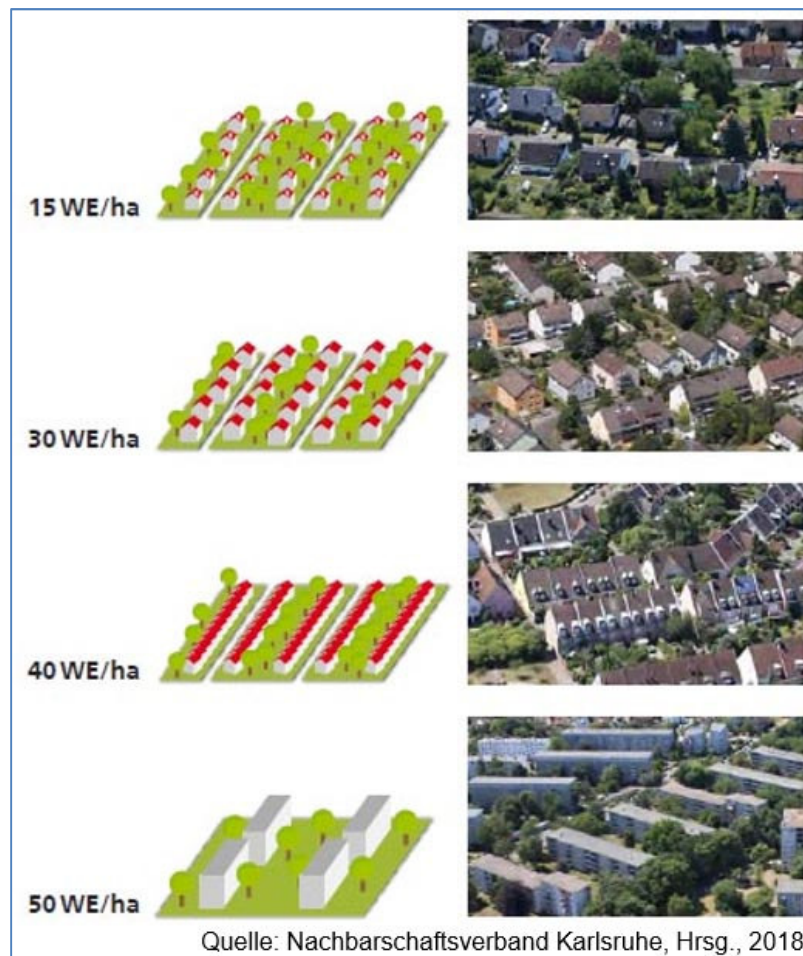 15 WE/ha
30 WE/ha
40 WE/ha
50 WE/ha
Quelle: Nachbarschaftsverband Karlsruhe, Hrsg., 2018